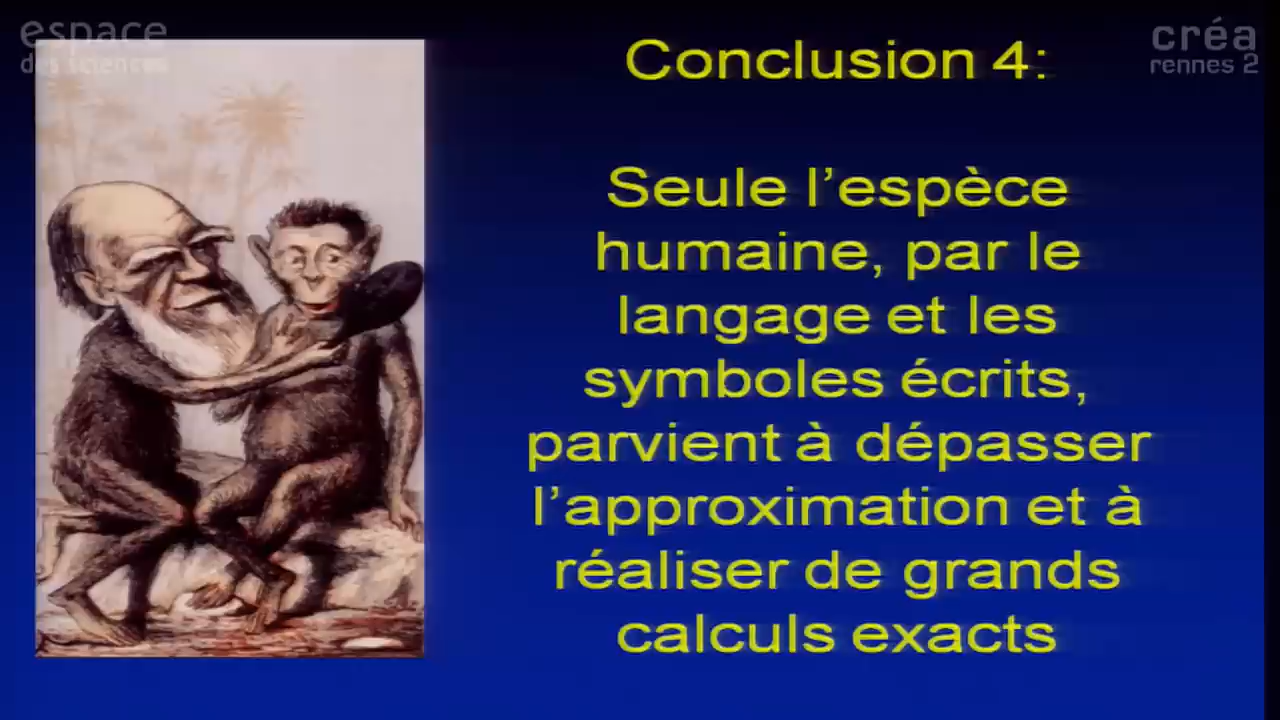 espace
des sciences
créa
rennes 2
Conclusion 4:
Seule l’espèce
humaine, par le
langage et les
symboles écrits,
parvient à dépasser
l’approximation et à
réaliser de grands
calculs exacts